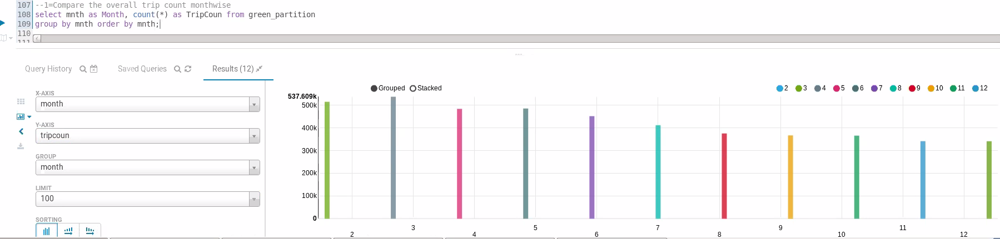 107 --1=Compare the overall trip count monthwise
108 select mnth as Month, count(*) as TripCoun from green_partition
109 group by mnth order by mnth;
110
111
Query History Saved Queries Results (12)
X-AXIS
month
Y-AXIS
tripcoun
GROUP
month
LIMIT
100
SORTING
Grouped Stacked
2 3 4 5 6 7 8 9 10 11 12
537.609k
500k
400k
300k
200k
100k
0
2 3 4 5 6 7 8 9 10 11 12